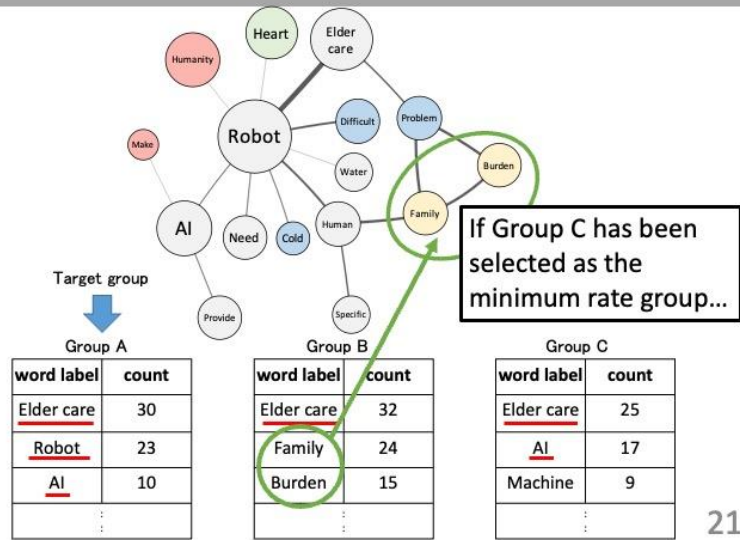 Heart
Elder
care
Humanity
Difficult
Problem
Robot
Make
Burden
Water
Family
AI
Need
Cold
Human
If Group C has been
selected as the
minimum rate group...
Target group
Provide
Specific
Group A
word label count
Elder care 30
Robot 23
AI 10
:
:
Group B
word label count
Elder care 32
Family 24
Burden 15
:
:
Group C
word label count
Elder care 25
AI 17
Machine 9
:
:
21